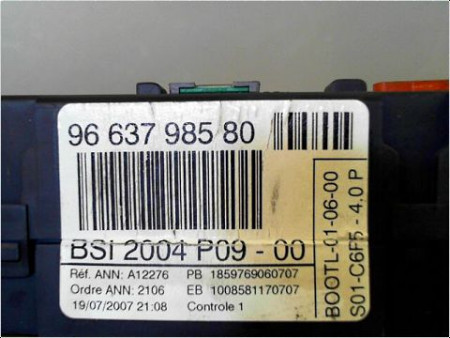 96 637 985 80
BSI 2004 P09 - 00
Réf. ANN: A12276 PB 1859769060707
Ordre ANN: 2106 EB 1008581170707
19/07/2007 21:08 Controle 1
BOOTL-01-06-00
S01-C6F5 - 4.0 P